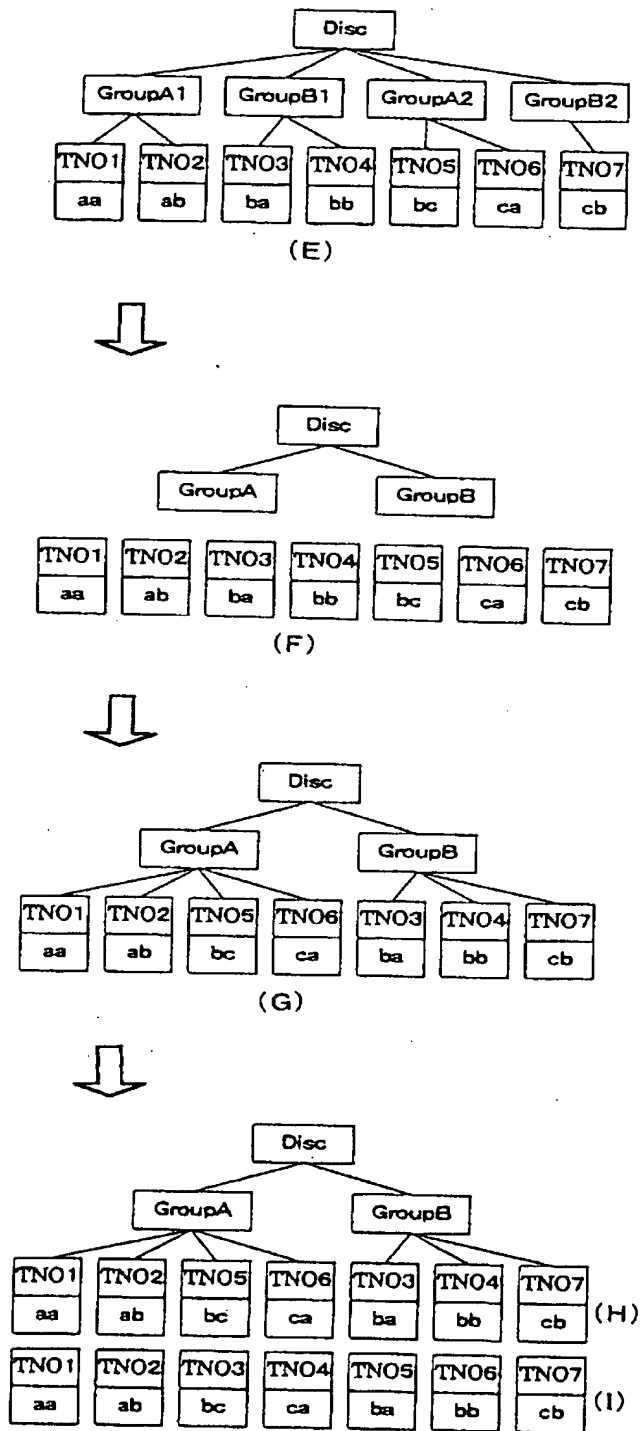 Disc
GroupA1 GroupB1 GroupA2 GroupB2
TNO1 TNO2 TNO3 TNO4 TNO5 TNO6 TNO7
aa ab ba bb bc ca cb
(E)
Disc
GroupA GroupB
TNO1 TNO2 TNO3 TNO4 TNO5 TNO6 TNO7
aa ab ba bb bc ca cb
(F)
Disc
GroupA GroupB
TNO1 TNO2 TNO5 TNO6 TNO3 TNO4 TNO7
aa ab bc ca ba bb cb
(G)
Disc
GroupA GroupB
TNO1 TNO2 TNO5 TNO6 TNO3 TNO4 TNO7
aa ab bc ca ba bb cb (H)
TNO1 TNO2 TNO3 TNO4 TNO5 TNO6 TNO7
aa ab bc ca ba bb cb (I)